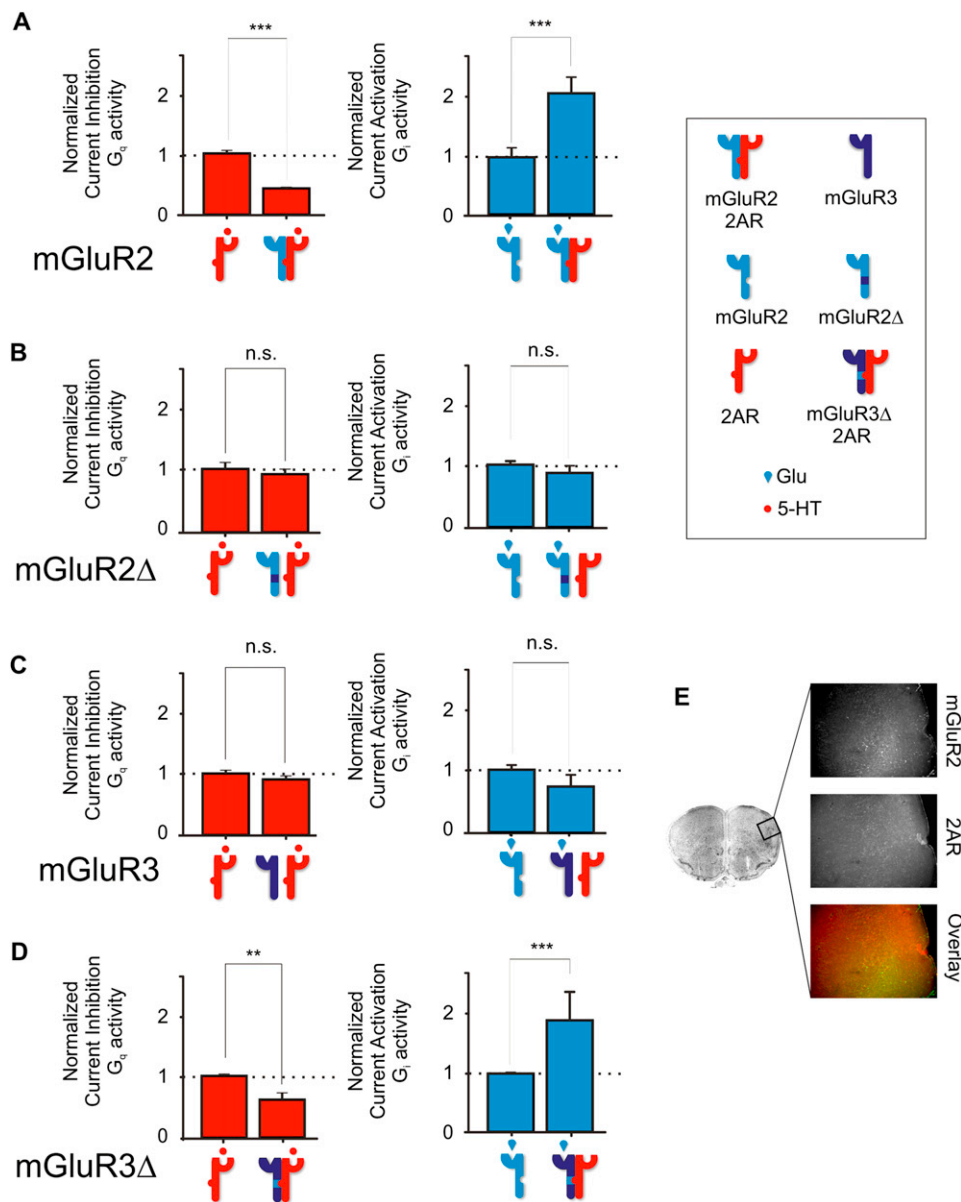 A
***
Normalized
Current Inhibition
Gq activity
2
1
0
***
Normalized
Current Activation
Gi activity
2
1
0
mGluR2
B
n.s.
Normalized
Current Inhibition
Gq activity
2
1
0
n.s.
Normalized
Current Activation
Gi activity
2
1
0
mGluR2Δ
C
n.s.
Normalized
Current Inhibition
Gq activity
2
1
0
n.s.
Normalized
Current Activation
Gi activity
2
1
0
mGluR3
D
**
Normalized
Current Inhibition
Gq activity
2
1
0
***
Normalized
Current Activation
Gi activity
2
1
0
mGluR3Δ
mGluR2
2AR
mGluR3
mGluR2
mGluR2Δ
2AR
mGluR3Δ
2AR
Glu
5-HT
E
mGluR2
2AR
Overlay